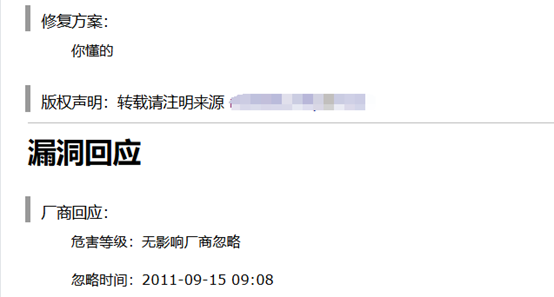 修复方案：
你懂的
版权声明：转载请注明来源
漏洞回应
厂商回应：
危害等级：无影响厂商忽略
忽略时间：2011-09-15 09:08